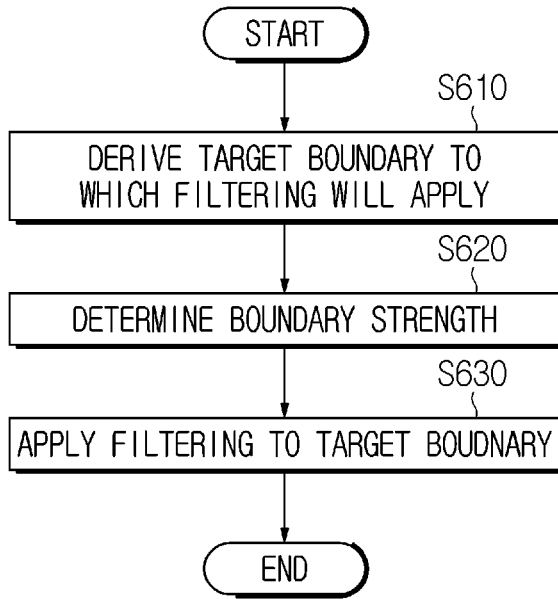 START
S610
DERIVE TARGET BOUNDARY TO
WHICH FILTERING WILL APPLY
S620
DETERMINE BOUNDARY STRENGTH
S630
APPLY FILTERING TO TARGET BOUDNARY
END